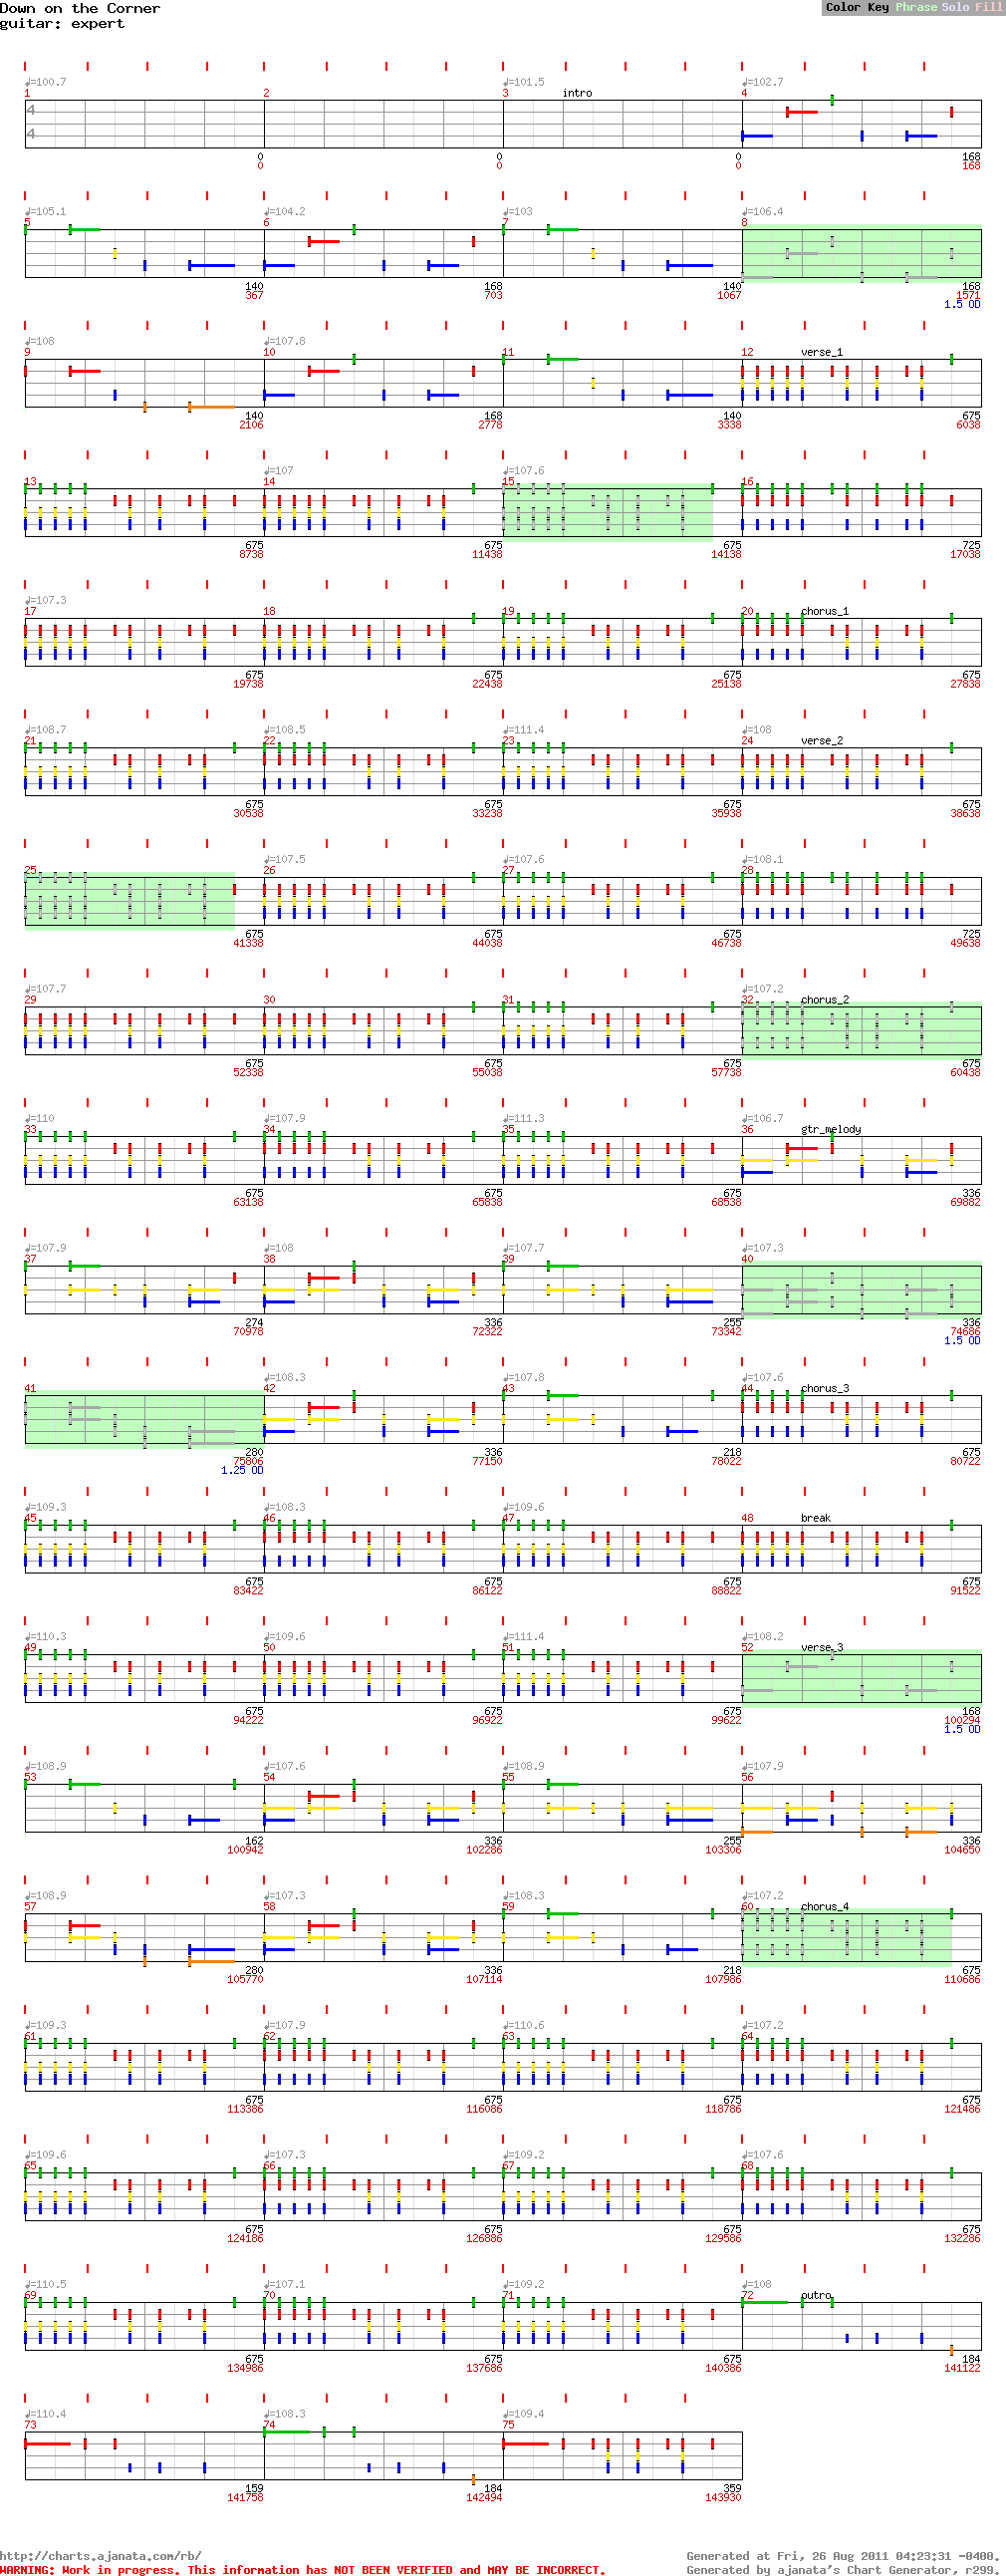 Down on the Corner
guitar: expert
Color Key Phrase Solo Fill
♩=100.7 ♩=101.5 ♩=102.7
1 2 3 intro 4
4
4
0 0 0 168
0 0 0 168
♩=105.1 ♩=104.2 ♩=103 ♩=106.4
5 6 7 8
140 168 140 168
367 703 1067 1571
1.5 OD
♩=108 ♩=107.8
9 10 11 12 verse_1
140 168 140 675
2106 2778 3338 6038
♩=107 ♩=107.6
13 14 15 16
675 675 675 725
8738 11438 14138 17038
♩=107.3
17 18 19 20 chorus_1
675 675 675 675
19738 22438 25138 27838
♩=108.7 ♩=108.5 ♩=111.4 ♩=108
21 22 23 24 verse_2
675 675 675 675
30538 33238 35938 38638
♩=107.5 ♩=107.6 ♩=108.1
25 26 27 28
675 675 675 725
41338 44038 46738 49638
♩=107.7 ♩=107.2
29 30 31 32 chorus_2
675 675 675 675
52338 55038 57738 60438
♩=110 ♩=107.9 ♩=111.3 ♩=106.7
33 34 35 36 gtr_melody
675 675 675 336
63138 65838 68538 69882
♩=107.9 ♩=108 ♩=107.7 ♩=107.3
37 38 39 40
274 336 255 336
70978 72322 73342 74686
1.5 OD
♩=108.3 ♩=107.8 ♩=107.6
41 42 43 44 chorus_3
280 336 218 675
75806 77150 78022 80722
1.25 OD
♩=109.3 ♩=108.3 ♩=109.6
45 46 47 48 break
675 675 675 675
83422 86122 88822 91522
♩=110.3 ♩=109.6 ♩=111.4 ♩=108.2
49 50 51 52 verse_3
675 675 675 168
94222 96922 99622 100294
1.5 OD
♩=108.9 ♩=107.6 ♩=108.9 ♩=107.9
53 54 55 56
162 336 255 336
100942 102286 103306 104650
♩=108.9 ♩=107.3 ♩=108.3 ♩=107.2
57 58 59 60 chorus_4
280 336 218 675
105770 107114 107986 110686
♩=109.3 ♩=107.9 ♩=110.6 ♩=107.2
61 62 63 64
675 675 675 675
113386 116086 118786 121486
♩=109.6 ♩=107.3 ♩=109.2 ♩=107.6
65 66 67 68
675 675 675 675
124186 126886 129586 132286
♩=110.5 ♩=107.1 ♩=109.2 ♩=108
69 70 71 72 outro
675 675 675 184
134986 137686 140386 141122
♩=110.4 ♩=108.3 ♩=109.4
73 74 75
159 184 359
141758 142494 143930
http://charts.ajanata.com/rb/ Generated at Fri, 26 Aug 2011 04:23:31 -0400.
WARNING: Work in progress. This information has NOT BEEN VERIFIED and MAY BE INCORRECT. Generated by ajanata's Chart Generator, r299.